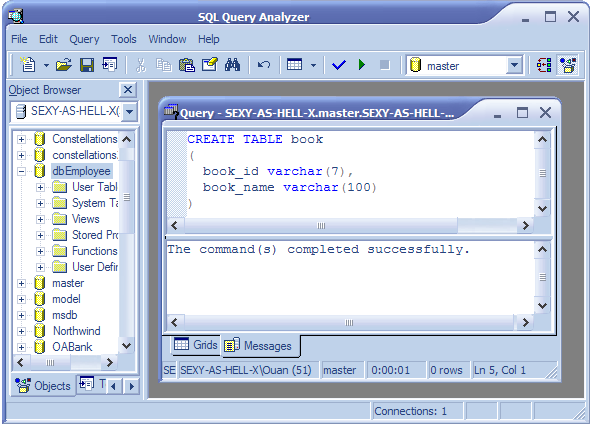 SQL Query Analyzer
File Edit Query Tools Window Help
master
Object Browser
SEXY-AS-HELL-X(
Constellations
constellations.
dbEmployee
User Tabl
System Ta
Views
Stored Pro
Functions
User Defin
master
model
msdb
Northwind
OABank
Objects T
Query - SEXY-AS-HELL-X.master.SEXY-AS-HELL-...
CREATE TABLE book
(
book_id varchar(7),
book_name varchar(100)
)
The command(s) completed successfully.
Grids Messages
SE SEXY-AS-HELL-X\Ouan (51) master 0:00:01 0 rows Ln 5, Col 1
Connections: 1